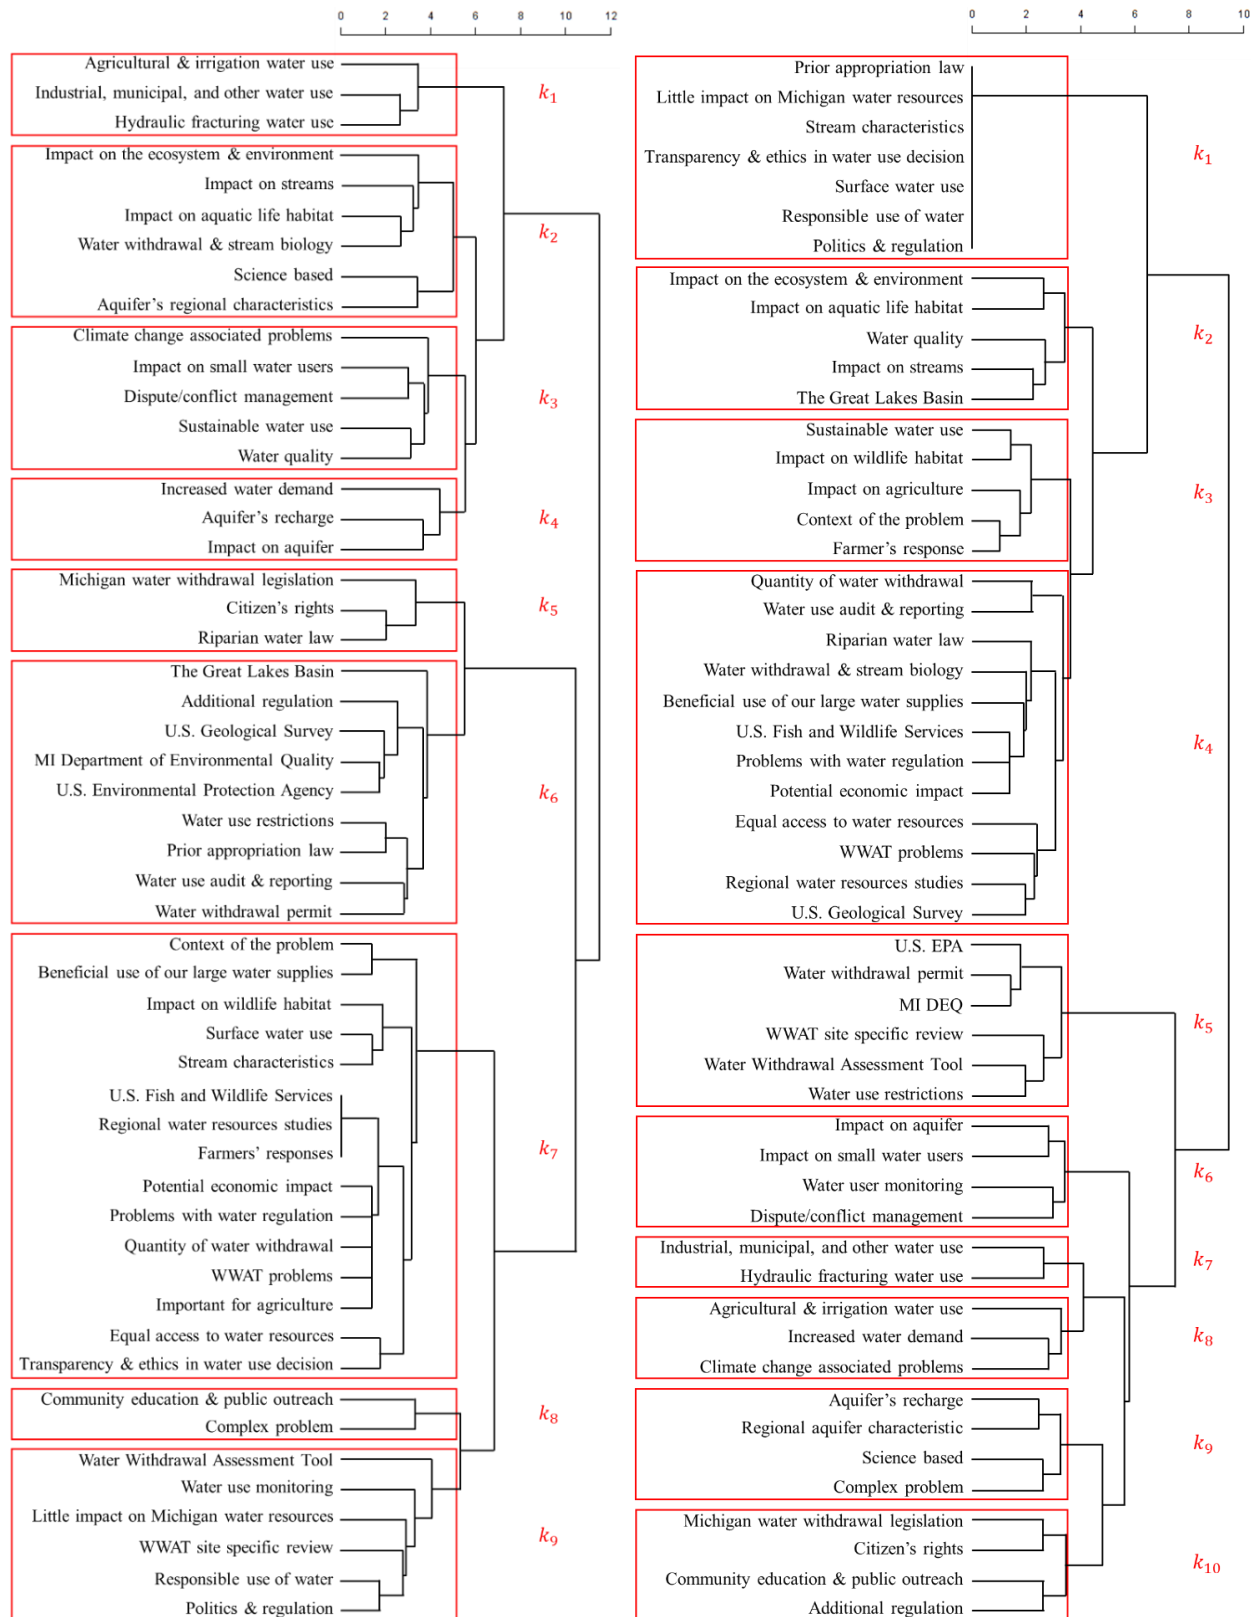 0 2 4 6 8 10 12
Agricultural & irrigation water use
Industrial, municipal, and other water use
Hydraulic fracturing water use
k1
Impact on the ecosystem & environment
Impact on streams
Impact on aquatic life habitat
Water withdrawal & stream biology
Science based
Aquifer's regional characteristics
k2
Climate change associated problems
Impact on small water users
Dispute/conflict management
Sustainable water use
Water quality
k3
Increased water demand
Aquifer's recharge
Impact on aquifer
k4
Michigan water withdrawal legislation
Citizen's rights
Riparian water law
k5
The Great Lakes Basin
Additional regulation
U.S. Geological Survey
MI Department of Environmental Quality
U.S. Environmental Protection Agency
Water use restrictions
Prior appropriation law
Water use audit & reporting
Water withdrawal permit
k6
Context of the problem
Beneficial use of our large water supplies
Impact on wildlife habitat
Surface water use
Stream characteristics
U.S. Fish and Wildlife Services
Regional water resources studies
Farmers' responses
Potential economic impact
Problems with water regulation
Quantity of water withdrawal
WWAT problems
Important for agriculture
Equal access to water resources
Transparency & ethics in water use decision
k7
Community education & public outreach
Complex problem
k8
Water Withdrawal Assessment Tool
Water use monitoring
Little impact on Michigan water resources
WWAT site specific review
Responsible use of water
Politics & regulation
k9
0 2 4 6 8 10
Prior appropriation law
Little impact on Michigan water resources
Stream characteristics
Transparency & ethics in water use decision
Surface water use
Responsible use of water
Politics & regulation
k1
Impact on the ecosystem & environment
Impact on aquatic life habitat
Water quality
Impact on streams
The Great Lakes Basin
k2
Sustainable water use
Impact on wildlife habitat
Impact on agriculture
Context of the problem
Farmer's response
k3
Quantity of water withdrawal
Water use audit & reporting
Riparian water law
Water withdrawal & stream biology
Beneficial use of our large water supplies
U.S. Fish and Wildlife Services
Problems with water regulation
Potential economic impact
Equal access to water resources
WWAT problems
Regional water resources studies
U.S. Geological Survey
k4
U.S. EPA
Water withdrawal permit
MI DEQ
WWAT site specific review
Water Withdrawal Assessment Tool
Water use restrictions
k5
Impact on aquifer
Impact on small water users
Water user monitoring
Dispute/conflict management
k6
Industrial, municipal, and other water use
Hydraulic fracturing water use
k7
Agricultural & irrigation water use
Increased water demand
Climate change associated problems
k8
Aquifer's recharge
Regional aquifer characteristic
Science based
Complex problem
k9
Michigan water withdrawal legislation
Citizen's rights
Community education & public outreach
Additional regulation
k10